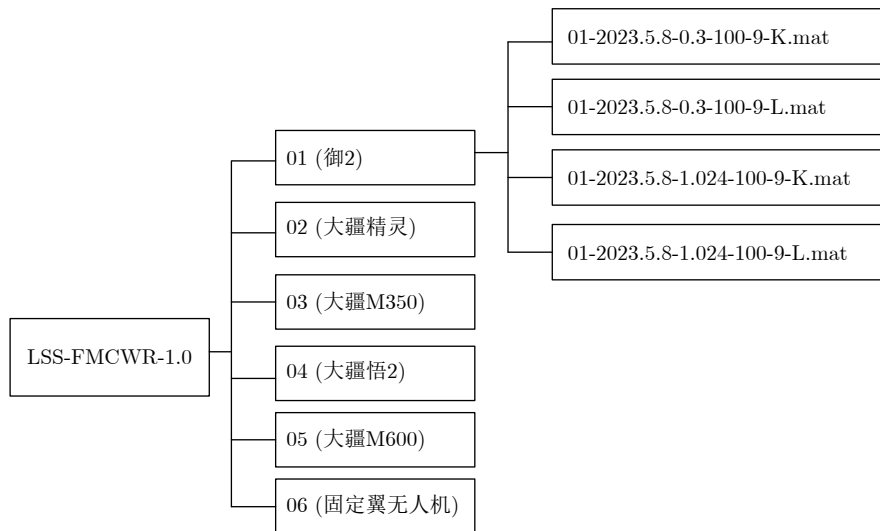 LSS-FMCWR-1.0
01 (御2)
02 (大疆精灵)
03 (大疆M350)
04 (大疆悟2)
05 (大疆M600)
06 (固定翼无人机)
01-2023.5.8-0.3-100-9-K.mat
01-2023.5.8-0.3-100-9-L.mat
01-2023.5.8-1.024-100-9-K.mat
01-2023.5.8-1.024-100-9-L.mat